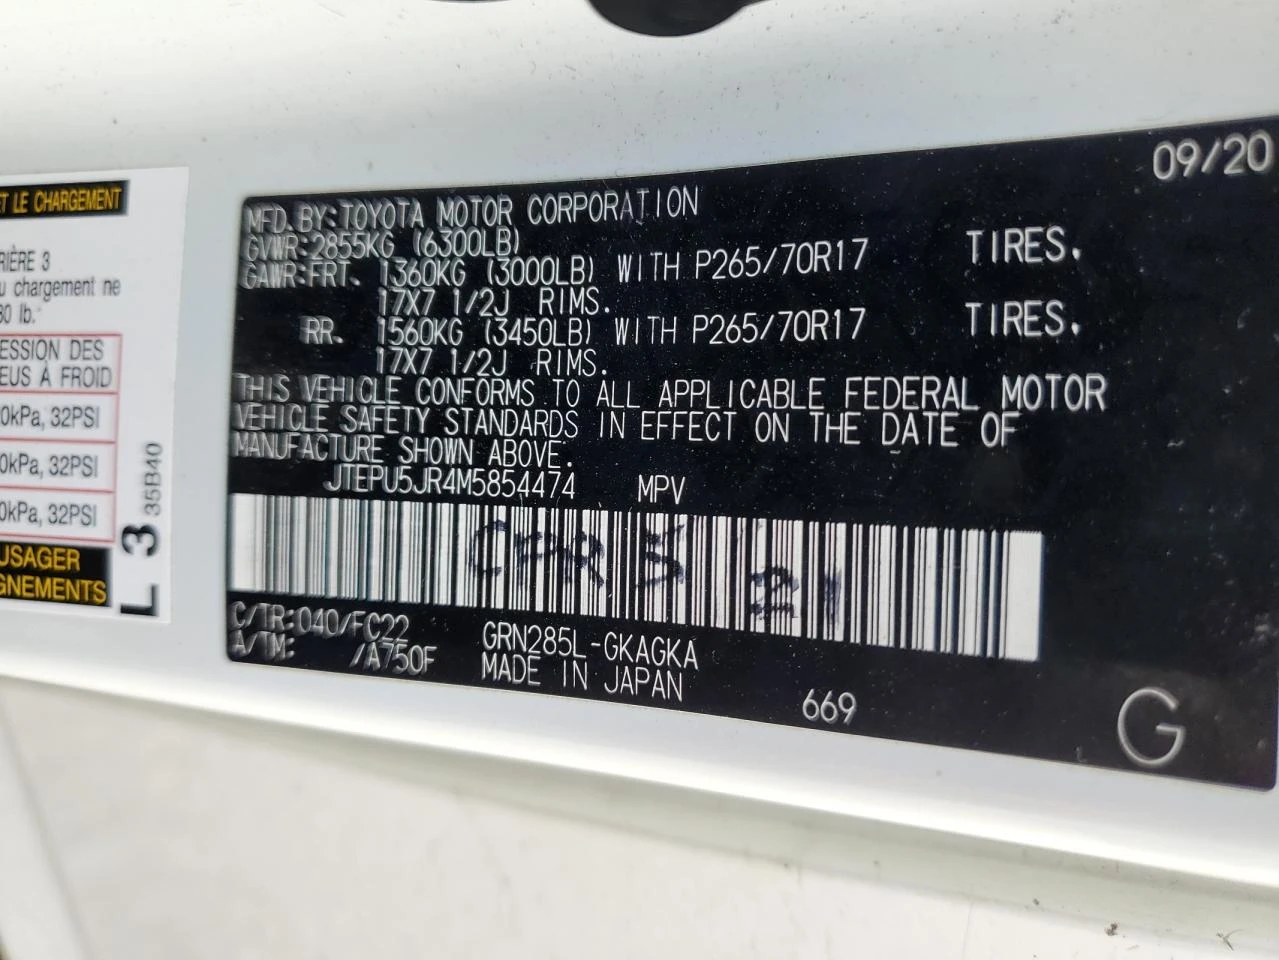 ET LE CHARGEMENT
RIÈRE 3
u chargement ne
80 lb.
ESSION DES
EUS À FROID
0kPa, 32PSI
0kPa, 32PSI
0kPa, 32PSI
USAGER
GNEMENTS
L 3 35B40
09/20
MFD.BY:TOYOTA MOTOR CORPORATION
GVWR:2855KG (6300LB)
GAWR:FRT. 1360KG (3000LB) WITH P265/70R17 TIRES.
17X7 1/2J RIMS.
RR. 1560KG (3450LB) WITH P265/70R17 TIRES.
17X7 1/2J RIMS.
THIS VEHICLE CONFORMS TO ALL APPLICABLE FEDERAL MOTOR
VEHICLE SAFETY STANDARDS IN EFFECT ON THE DATE OF
MANUFACTURE SHOWN ABOVE.
JTEPU5JR4M5854474 MPV
C/TR:040/FC22 GRN285L-GKAGKA
A/TM: /A750F MADE IN JAPAN
669
G